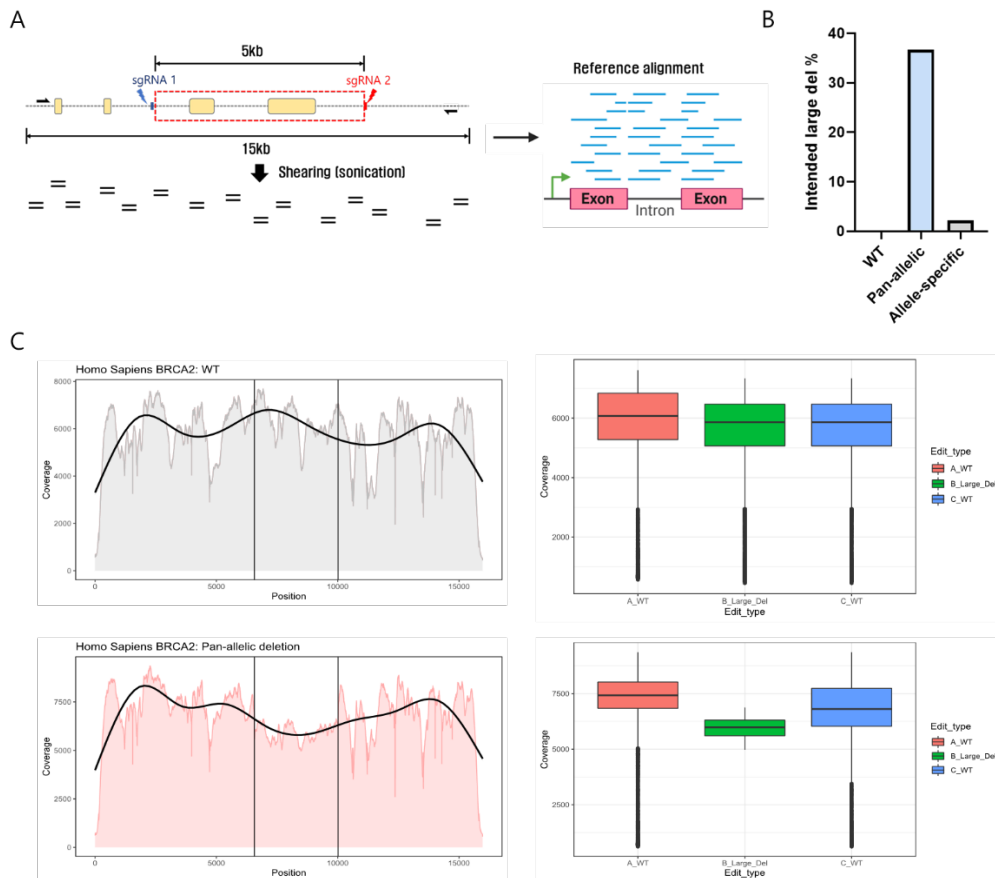 A
5kb
sgRNA 1
sgRNA 2
15kb
Shearing (sonication)
Reference alignment
Exon
Intron
Exon
B
Intended large del %
40
30
20
10
0
WT
Pan-allelic
Allele-specific
C
Homo Sapiens BRCA2: WT
Coverage
8000
6000
4000
2000
0
0
5000
10000
15000
Position
Coverage
6000
4000
2000
A_WT
B_Large_Del
C_WT
Edit_type
Edit_type
A_WT
B_Large_Del
C_WT
Homo Sapiens BRCA2: Pan-allelic deletion
Coverage
7500
5000
2500
0
0
5000
10000
15000
Position
Coverage
7500
5000
2500
A_WT
B_Large_Del
C_WT
Edit_type
Edit_type
A_WT
B_Large_Del
C_WT